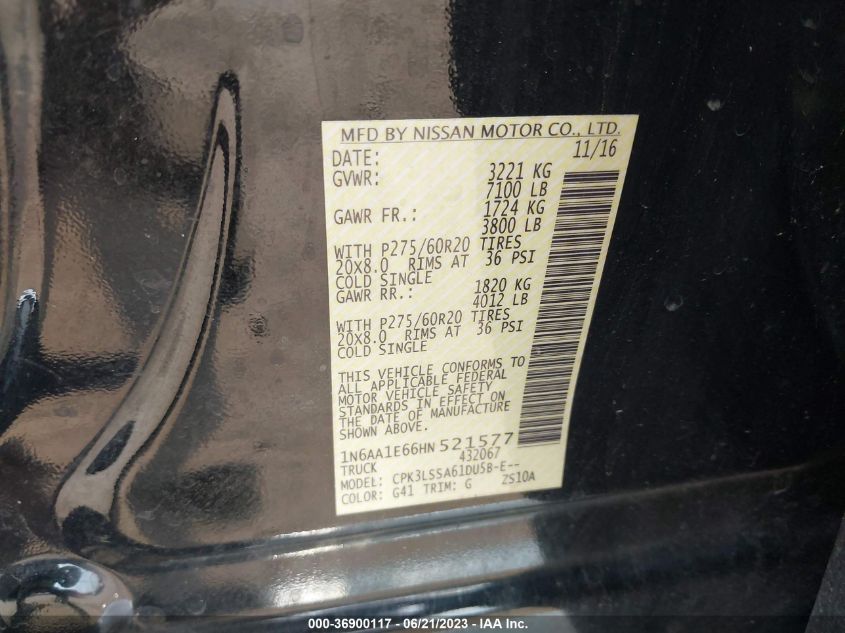 MFD BY NISSAN MOTOR CO., LTD.
DATE: 11/16
GVWR: 3221 KG
7100 LB
GAWR FR.: 1724 KG
3800 LB
WITH P275/60R20 TIRES
20X8.0 RIMS AT 36 PSI
COLD SINGLE
GAWR RR.: 1820 KG
4012 LB
WITH P275/60R20 TIRES
20X8.0 RIMS AT 36 PSI
COLD SINGLE
THIS VEHICLE CONFORMS TO
ALL APPLICABLE FEDERAL
MOTOR VEHICLE SAFETY
STANDARDS IN EFFECT ON
THE DATE OF MANUFACTURE
SHOWN ABOVE.
1N6AA1E66HN521577
TRUCK 432067
MODEL: CPK3LSSA61DU5B-E--
COLOR: G41 TRIM: G ZS10A
000-36900117 - 06/21/2023 - IAA Inc.